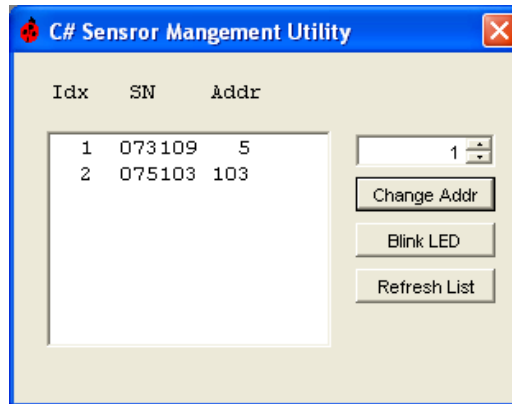 C# Sensror Mangement Utility
Idx SN Addr
1 073109 5
2 075103 103
1
Change Addr
Blink LED
Refresh List